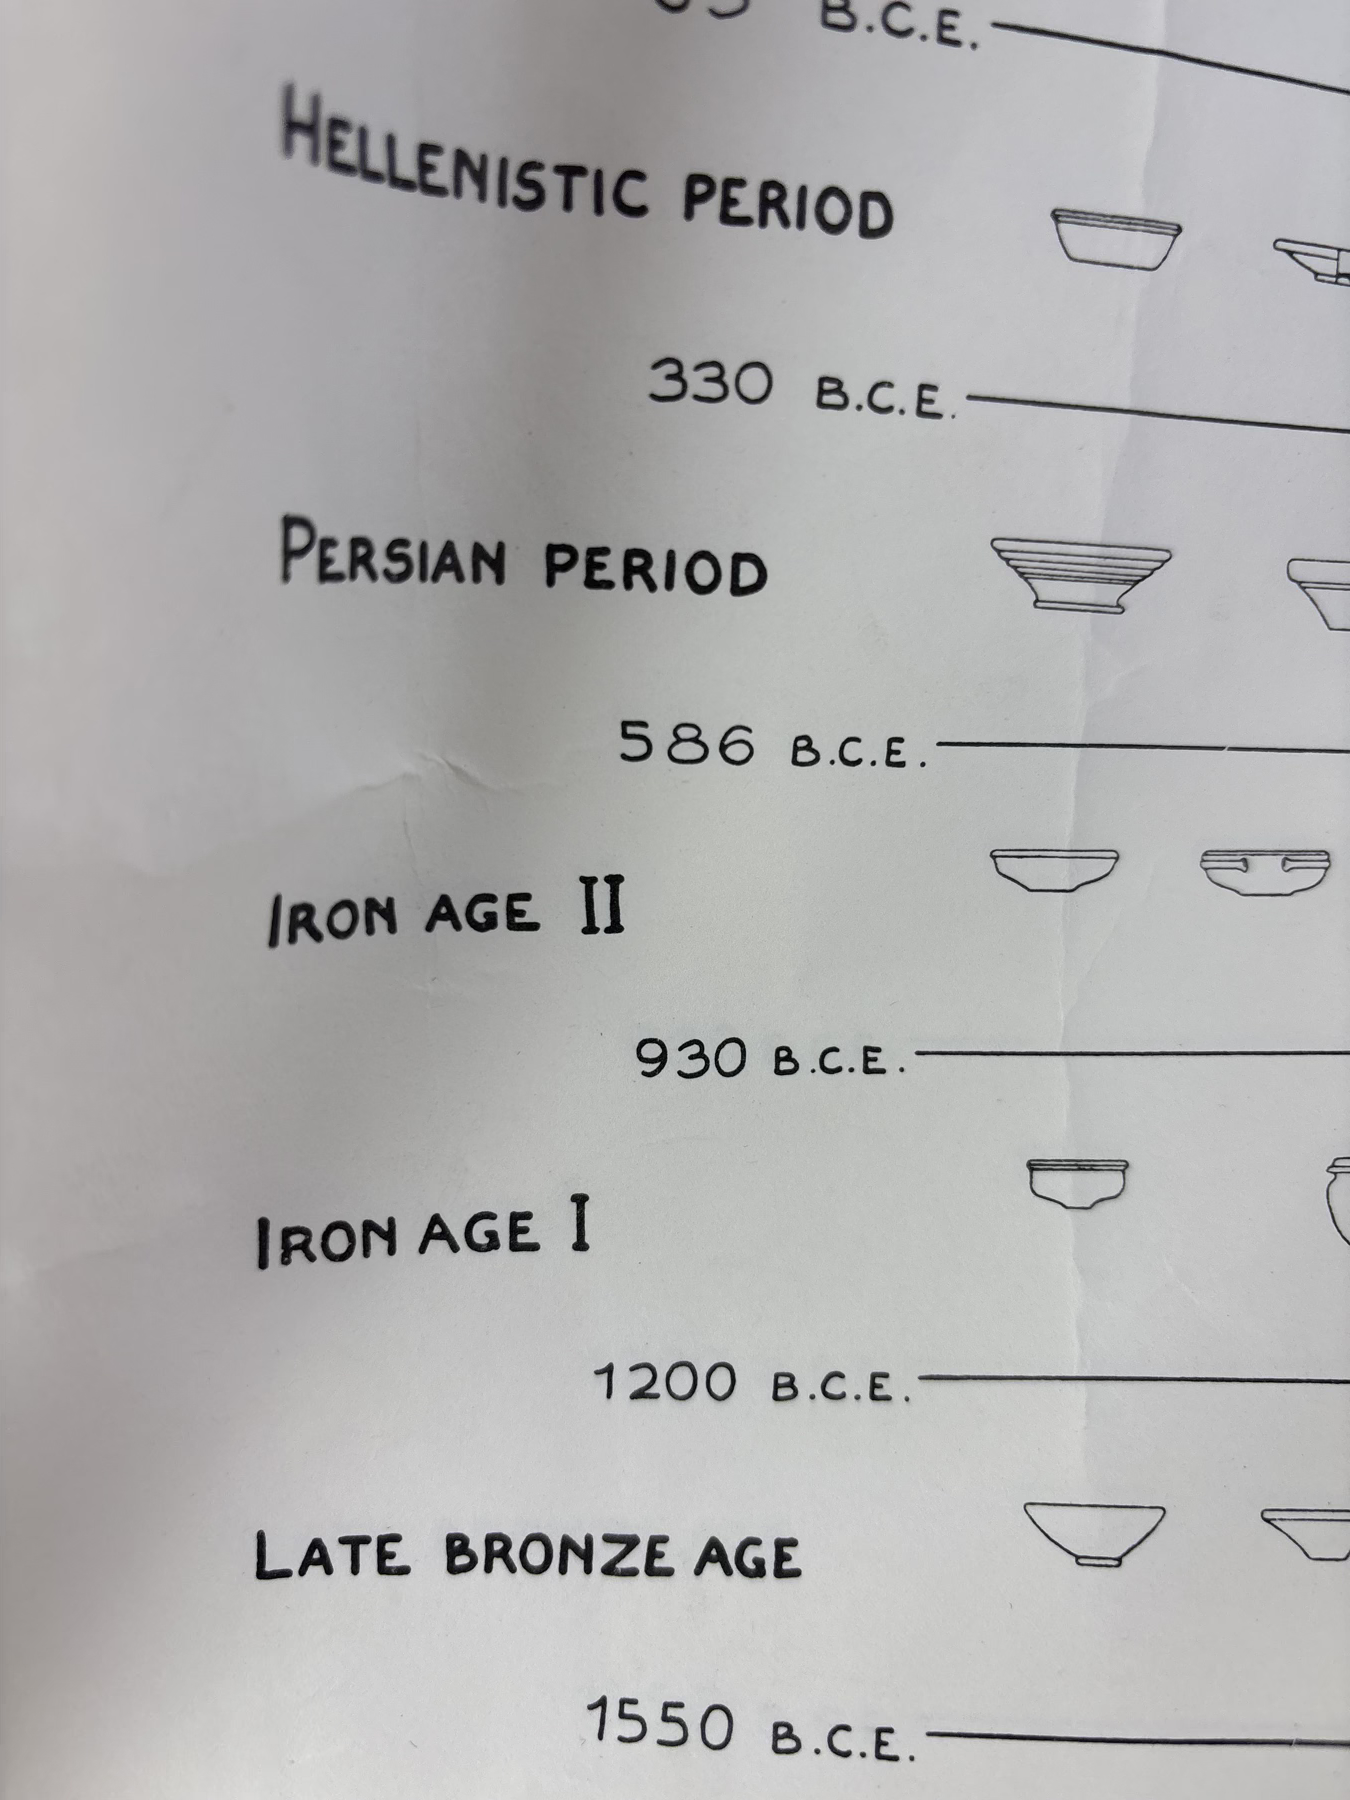 B.C.E.
HELLENISTIC PERIOD
330 B.C.E.
PERSIAN PERIOD
586 B.C.E.
IRON AGE II
930 B.C.E.
IRON AGE I
1200 B.C.E.
LATE BRONZE AGE
1550 B.C.E.